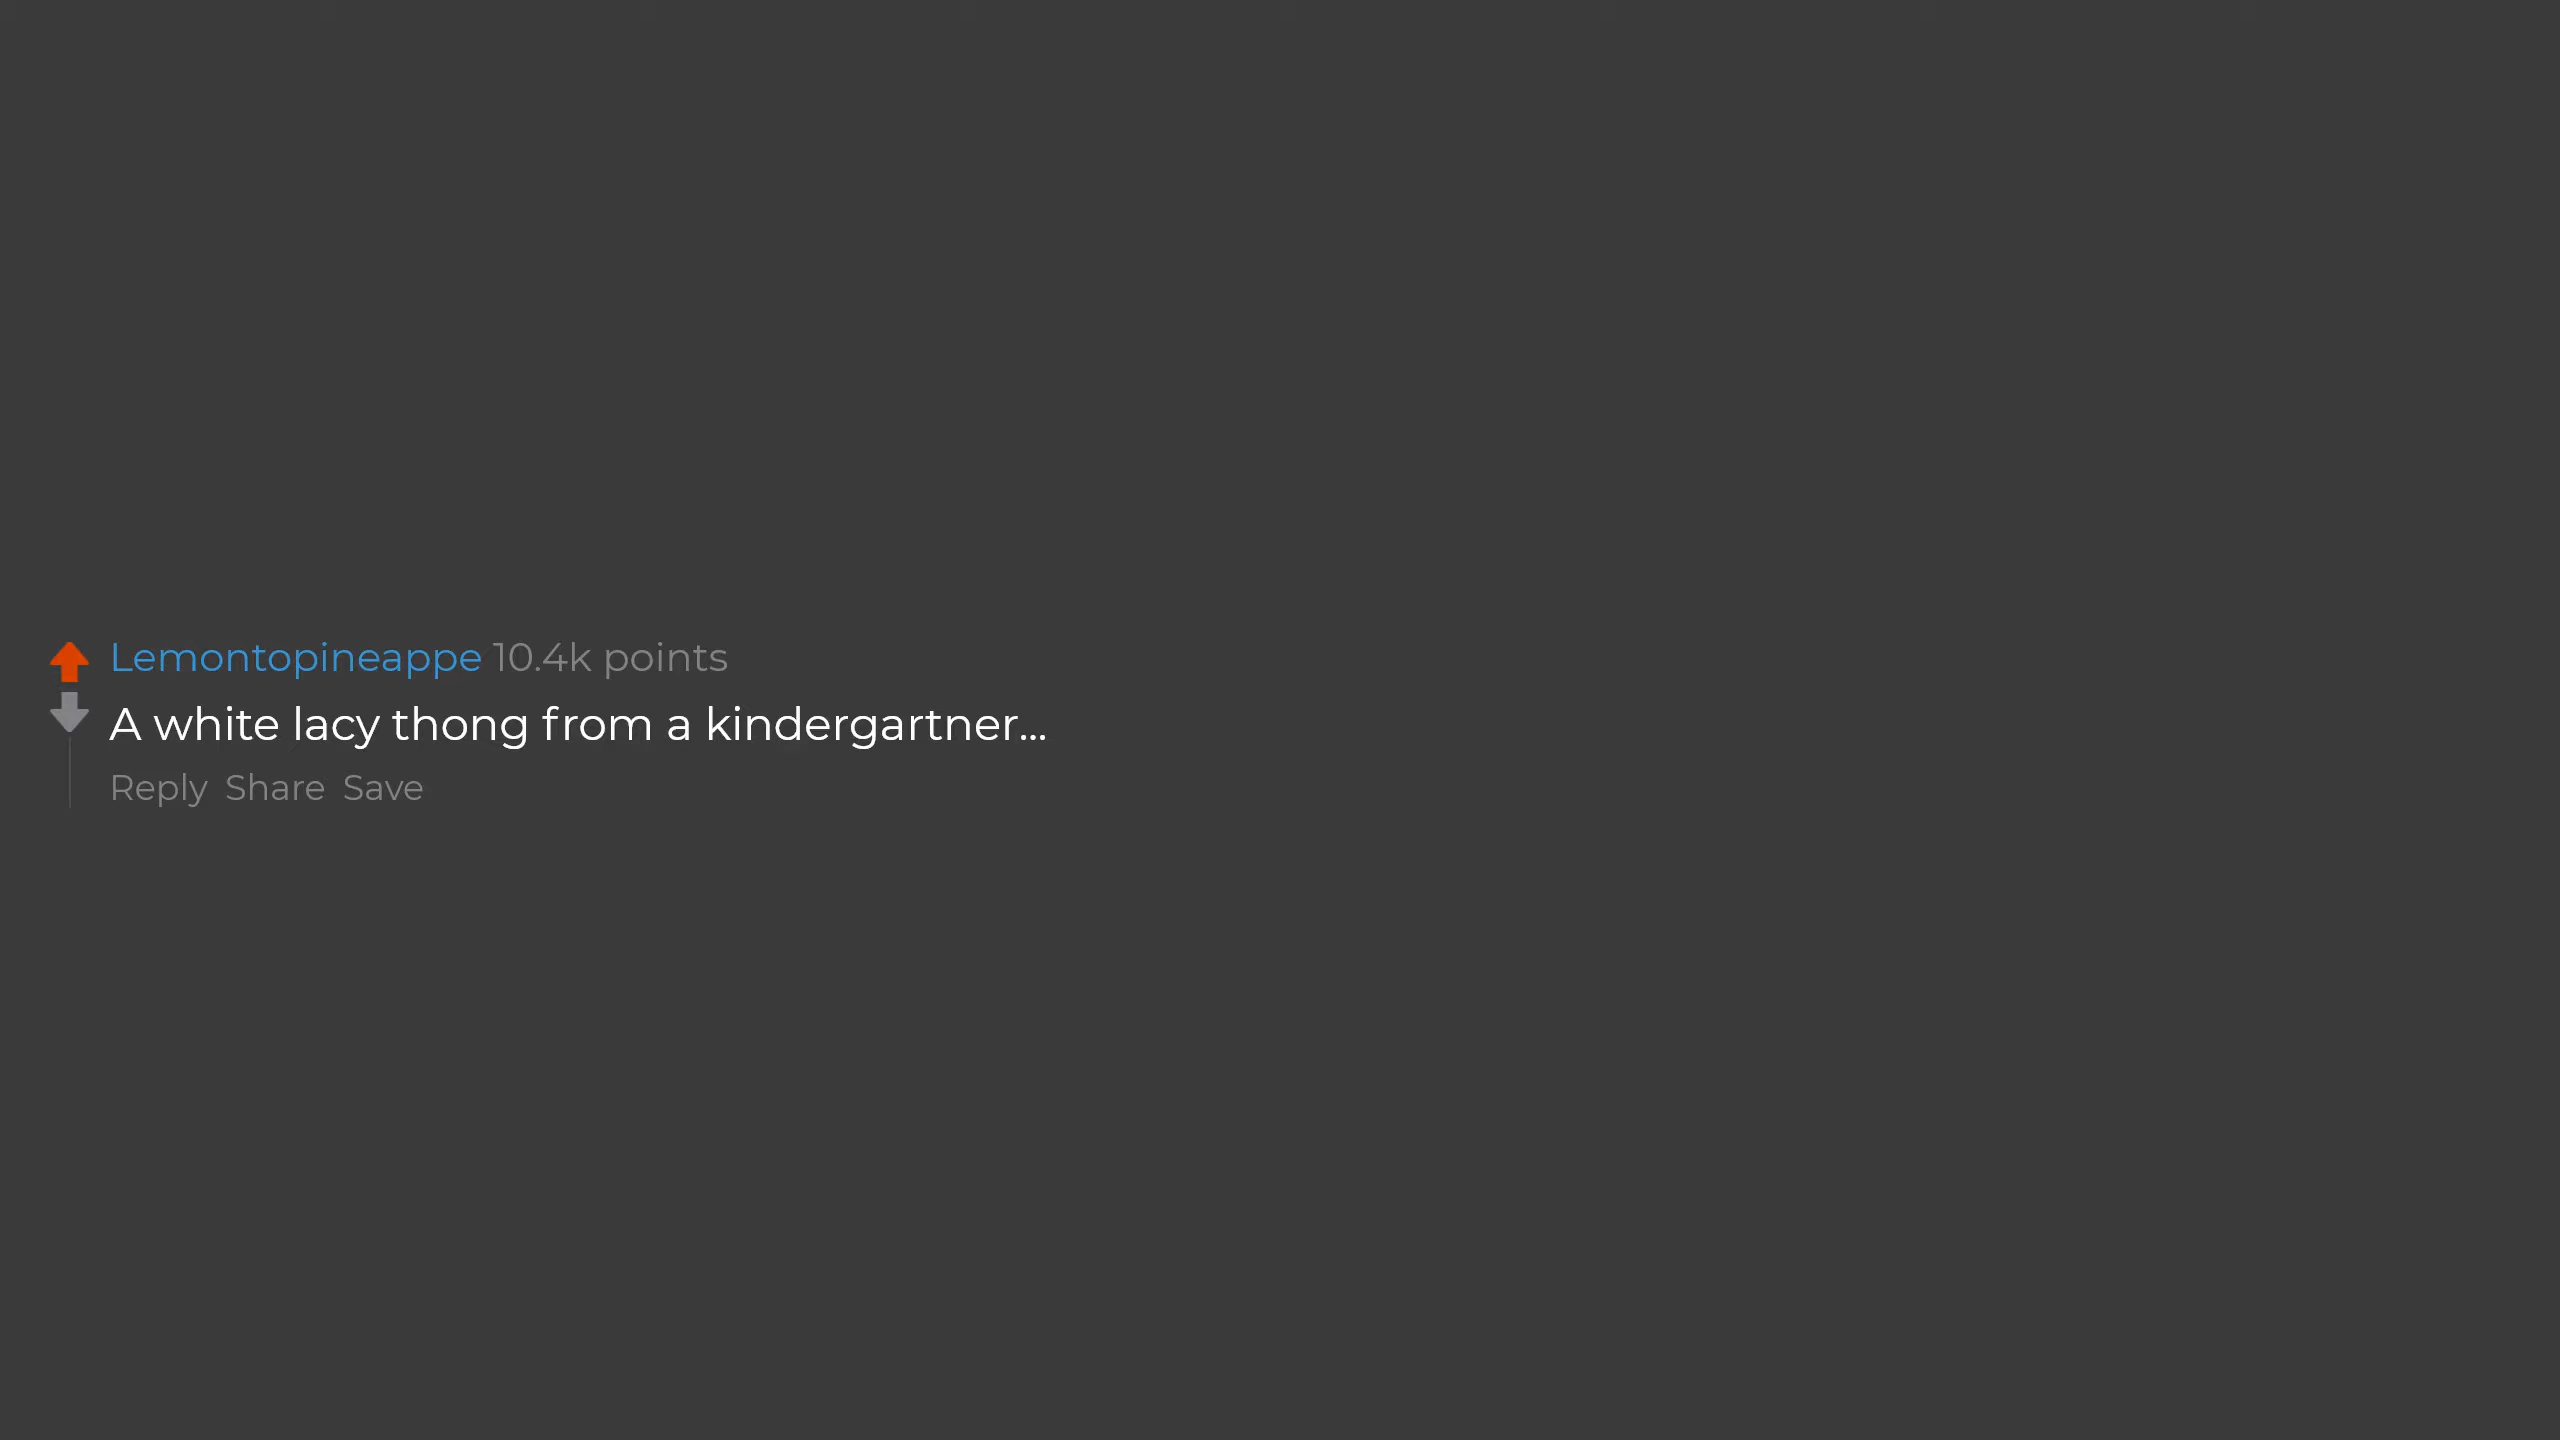 Lemontopineappe 10.4k points
A white lacy thong from a kindergartner...
Reply Share Save